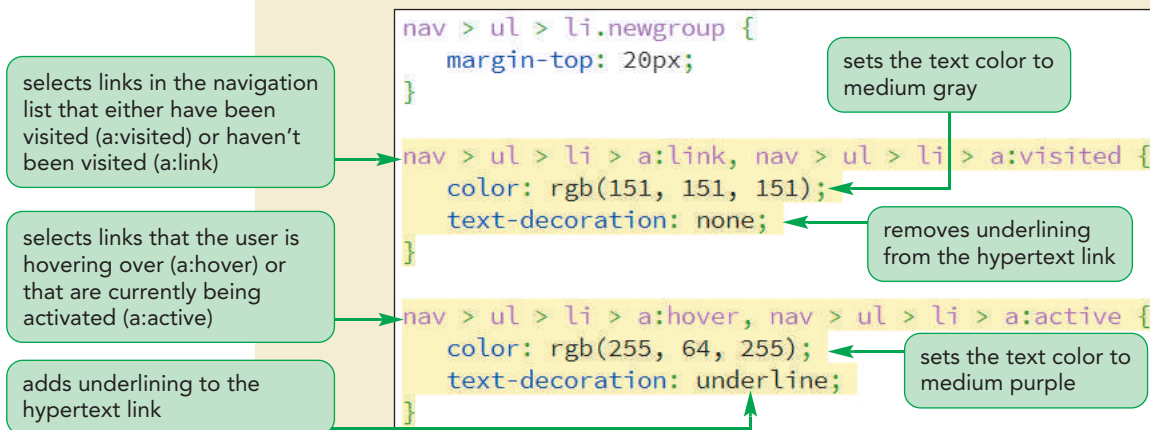 nav > ul > li.newgroup {
margin-top: 20px;
}
sets the text color to
medium gray
selects links in the navigation
list that either have been
visited (a:visited) or haven't
been visited (a:link)
nav > ul > li > a:link, nav > ul > li > a:visited {
color: rgb(151, 151, 151);
text-decoration: none;
}
removes underlining
from the hypertext link
selects links that the user is
hovering over (a:hover) or
that are currently being
activated (a:active)
nav > ul > li > a:hover, nav > ul > li > a:active {
color: rgb(255, 64, 255);
text-decoration: underline;
}
sets the text color to
medium purple
adds underlining to the
hypertext link